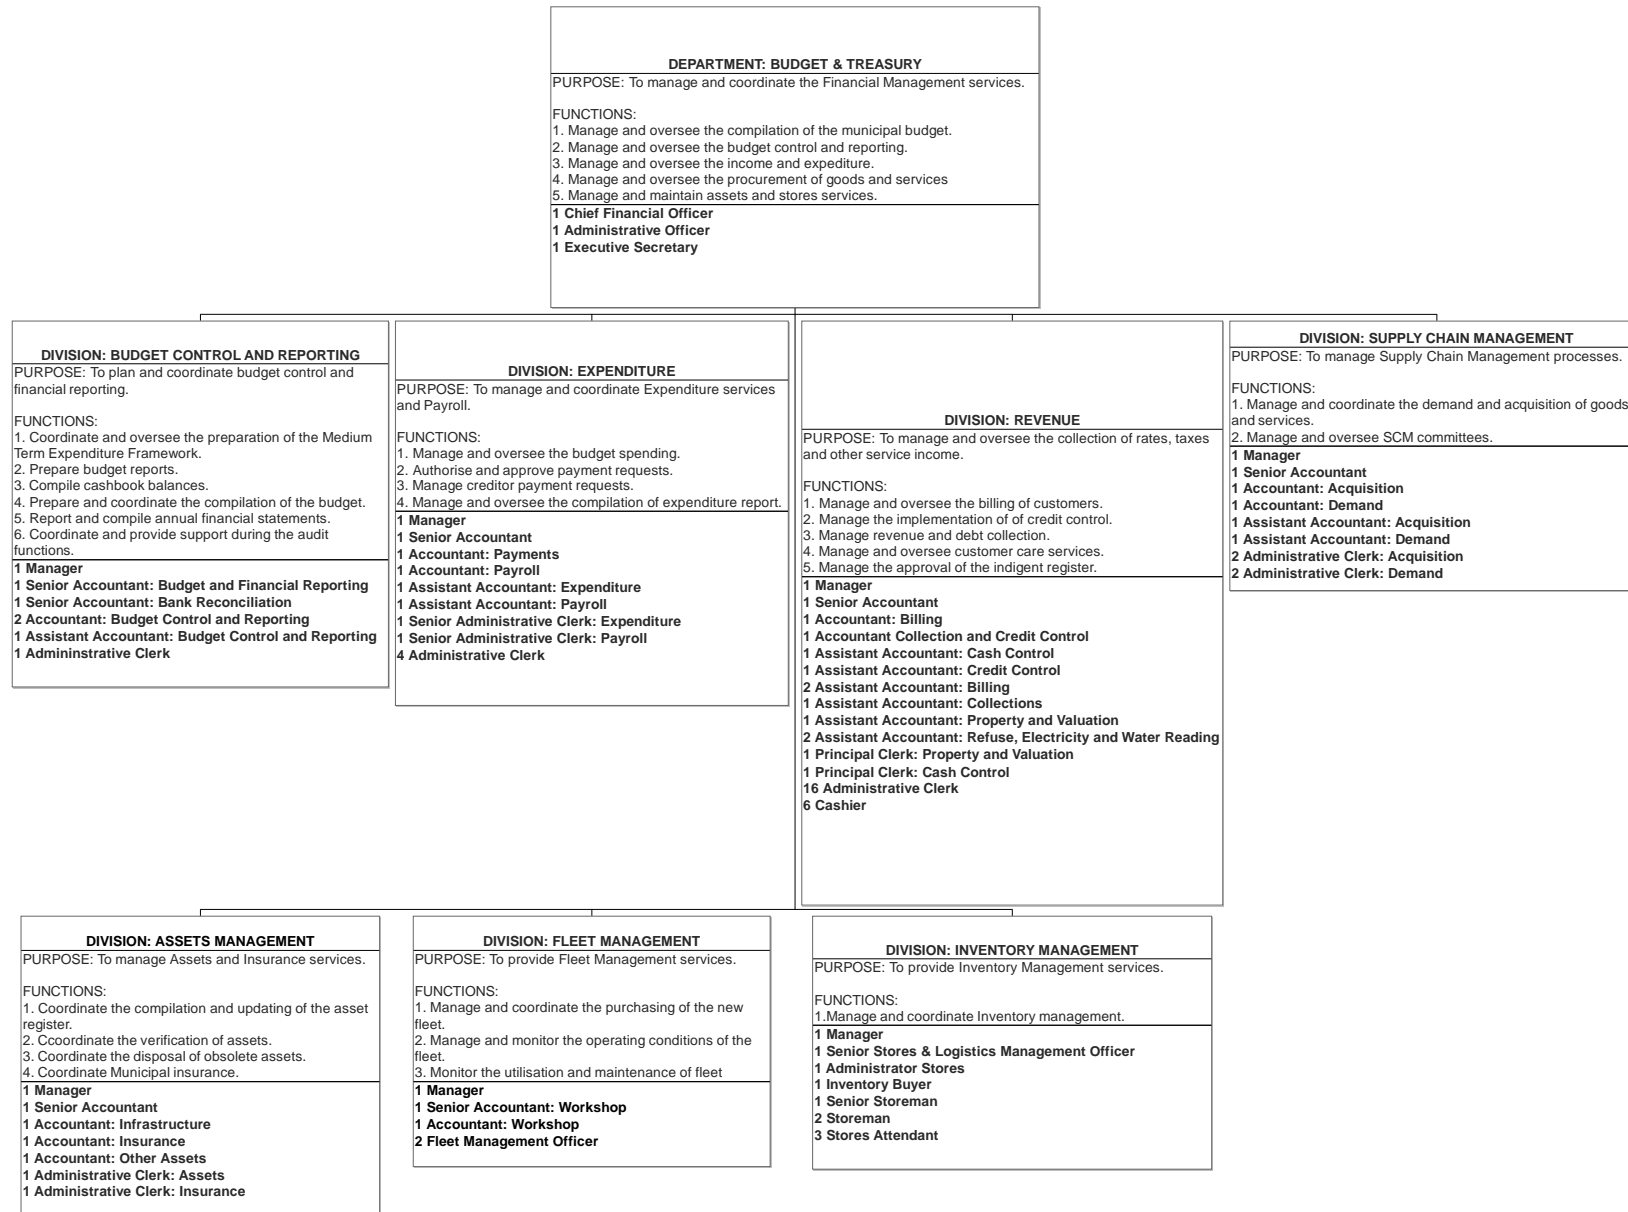 DEPARTMENT: BUDGET & TREASURY
PURPOSE: To manage and coordinate the Financial Management services.
FUNCTIONS:
1. Manage and oversee the compilation of the municipal budget.
2. Manage and oversee the budget control and reporting.
3. Manage and oversee the income and expediture.
4. Manage and oversee the procurement of goods and services
5. Manage and maintain assets and stores services.
1 Chief Financial Officer
1 Administrative Officer
1 Executive Secretary
DIVISION: BUDGET CONTROL AND REPORTING
PURPOSE: To plan and coordinate budget control and
financial reporting.
FUNCTIONS:
1. Coordinate and oversee the preparation of the Medium
Term Expenditure Framework.
2. Prepare budget reports.
3. Compile cashbook balances.
4. Prepare and coordinate the compilation of the budget.
5. Report and compile annual financial statements.
6. Coordinate and provide support during the audit
functions.
1 Manager
1 Senior Accountant: Budget and Financial Reporting
1 Senior Accountant: Bank Reconciliation
2 Accountant: Budget Control and Reporting
1 Assistant Accountant: Budget Control and Reporting
1 Admininstrative Clerk
DIVISION: EXPENDITURE
PURPOSE: To manage and coordinate Expenditure services
and Payroll.
FUNCTIONS:
1. Manage and oversee the budget spending.
2. Authorise and approve payment requests.
3. Manage creditor payment requests.
4. Manage and oversee the compilation of expenditure report.
1 Manager
1 Senior Accountant
1 Accountant: Payments
1 Accountant: Payroll
1 Assistant Accountant: Expenditure
1 Assistant Accountant: Payroll
1 Senior Administrative Clerk: Expenditure
1 Senior Administrative Clerk: Payroll
4 Administrative Clerk
DIVISION: REVENUE
PURPOSE: To manage and oversee the collection of rates, taxes
and other service income.
FUNCTIONS:
1. Manage and oversee the billing of customers.
2. Manage the implementation of of credit control.
3. Manage revenue and debt collection.
4. Manage and oversee customer care services.
5. Manage the approval of the indigent register.
1 Manager
1 Senior Accountant
1 Accountant: Billing
1 Accountant Collection and Credit Control
1 Assistant Accountant: Cash Control
1 Assistant Accountant: Credit Control
2 Assistant Accountant: Billing
1 Assistant Accountant: Collections
1 Assistant Accountant: Property and Valuation
2 Assistant Accountant: Refuse, Electricity and Water Reading
1 Principal Clerk: Property and Valuation
1 Principal Clerk: Cash Control
16 Administrative Clerk
6 Cashier
DIVISION: SUPPLY CHAIN MANAGEMENT
PURPOSE: To manage Supply Chain Management processes.
FUNCTIONS:
1. Manage and coordinate the demand and acquisition of goods
and services.
2. Manage and oversee SCM committees.
1 Manager
1 Senior Accountant
1 Accountant: Acquisition
1 Accountant: Demand
1 Assistant Accountant: Acquisition
1 Assistant Accountant: Demand
2 Administrative Clerk: Acquisition
2 Administrative Clerk: Demand
DIVISION: ASSETS MANAGEMENT
PURPOSE: To manage Assets and Insurance services.
FUNCTIONS:
1. Coordinate the compilation and updating of the asset
register.
2. Ccoordinate the verification of assets.
3. Coordinate the disposal of obsolete assets.
4. Coordinate Municipal insurance.
1 Manager
1 Senior Accountant
1 Accountant: Infrastructure
1 Accountant: Insurance
1 Accountant: Other Assets
1 Administrative Clerk: Assets
1 Administrative Clerk: Insurance
DIVISION: FLEET MANAGEMENT
PURPOSE: To provide Fleet Management services.
FUNCTIONS:
1. Manage and coordinate the purchasing of the new
fleet.
2. Manage and monitor the operating conditions of the
fleet.
3. Monitor the utilisation and maintenance of fleet
1 Manager
1 Senior Accountant: Workshop
1 Accountant: Workshop
2 Fleet Management Officer
DIVISION: INVENTORY MANAGEMENT
PURPOSE: To provide Inventory Management services.
FUNCTIONS:
1.Manage and coordinate Inventory management.
1 Manager
1 Senior Stores & Logistics Management Officer
1 Administrator Stores
1 Inventory Buyer
1 Senior Storeman
2 Storeman
3 Stores Attendant